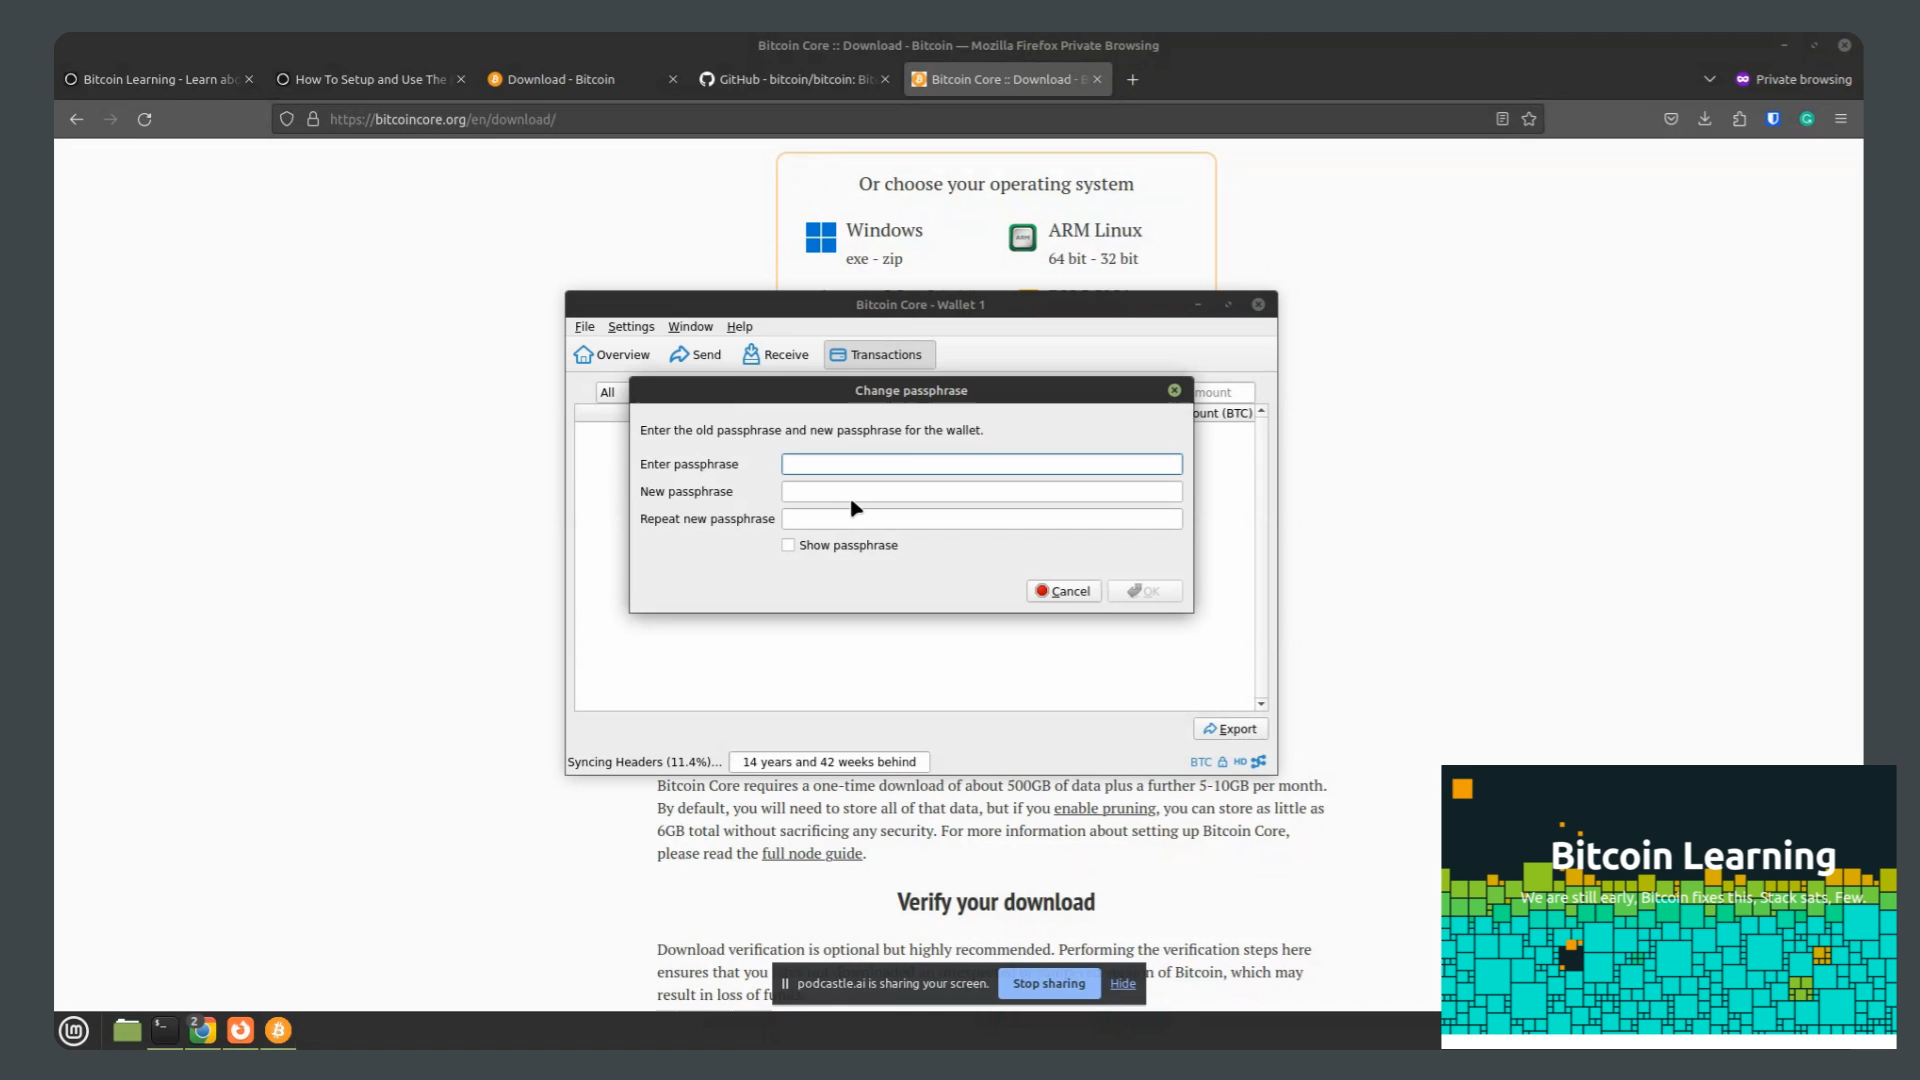 Bitcoin Core :: Download - Bitcoin — Mozilla Firefox Private Browsing
Bitcoin Learning - Learn abo
How To Setup and Use The
Download - Bitcoin
GitHub - bitcoin/bitcoin: Bit
Bitcoin Core :: Download - B
Private browsing
https://bitcoincore.org/en/download/
Or choose your operating system
Windows
exe - zip
ARM Linux
64 bit - 32 bit
Bitcoin Core - Wallet 1
File Settings Window Help
Overview Send Receive Transactions
All
mount
ount (BTC)
Change passphrase
Enter the old passphrase and new passphrase for the wallet.
Enter passphrase
New passphrase
Repeat new passphrase
Show passphrase
Cancel
OK
Export
Syncing Headers (11.4%)...
14 years and 42 weeks behind
BTC
HD
Bitcoin Core requires a one-time download of about 500GB of data plus a further 5-10GB per month.
By default, you will need to store all of that data, but if you enable pruning, you can store as little as
6GB total without sacrificing any security. For more information about setting up Bitcoin Core,
please read the full node guide.
Verify your download
Download verification is optional but highly recommended. Performing the verification steps here
ensures that you n of Bitcoin, which may
result in loss of
podcastle.ai is sharing your screen.
Stop sharing
Hide
2
Bitcoin Learning
We are still early, Bitcoin fixes this, Stack sats, Few.